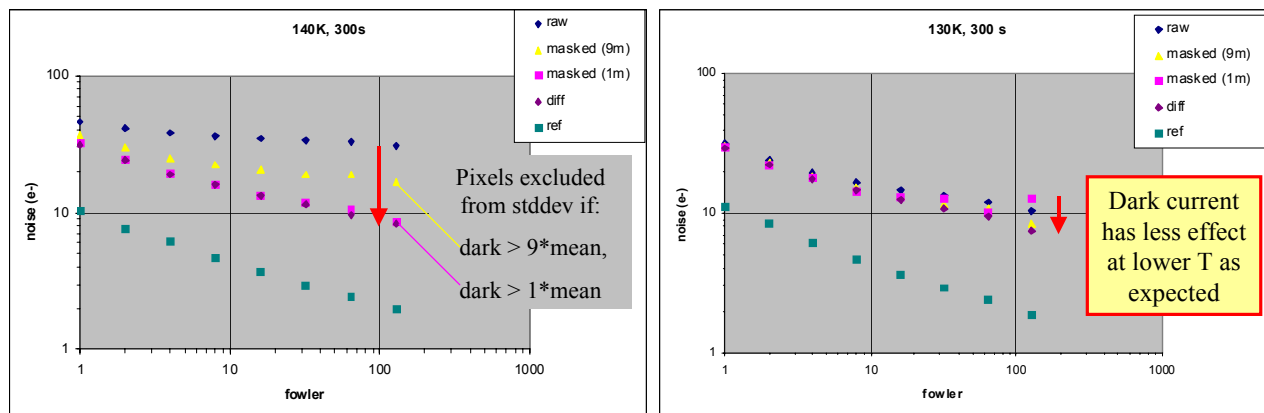 140K, 300s
raw
masked (9m)
masked (1m)
diff
ref
100
10
1
noise (e-)
1
10
100
1000
fowler
Pixels excluded
from stddev if:
dark > 9*mean,
dark > 1*mean
130K, 300 s
raw
masked (9m)
masked (1m)
diff
ref
100
10
1
noise (e-)
1
10
100
1000
fowler
Dark current
has less effect
at lower T as
expected